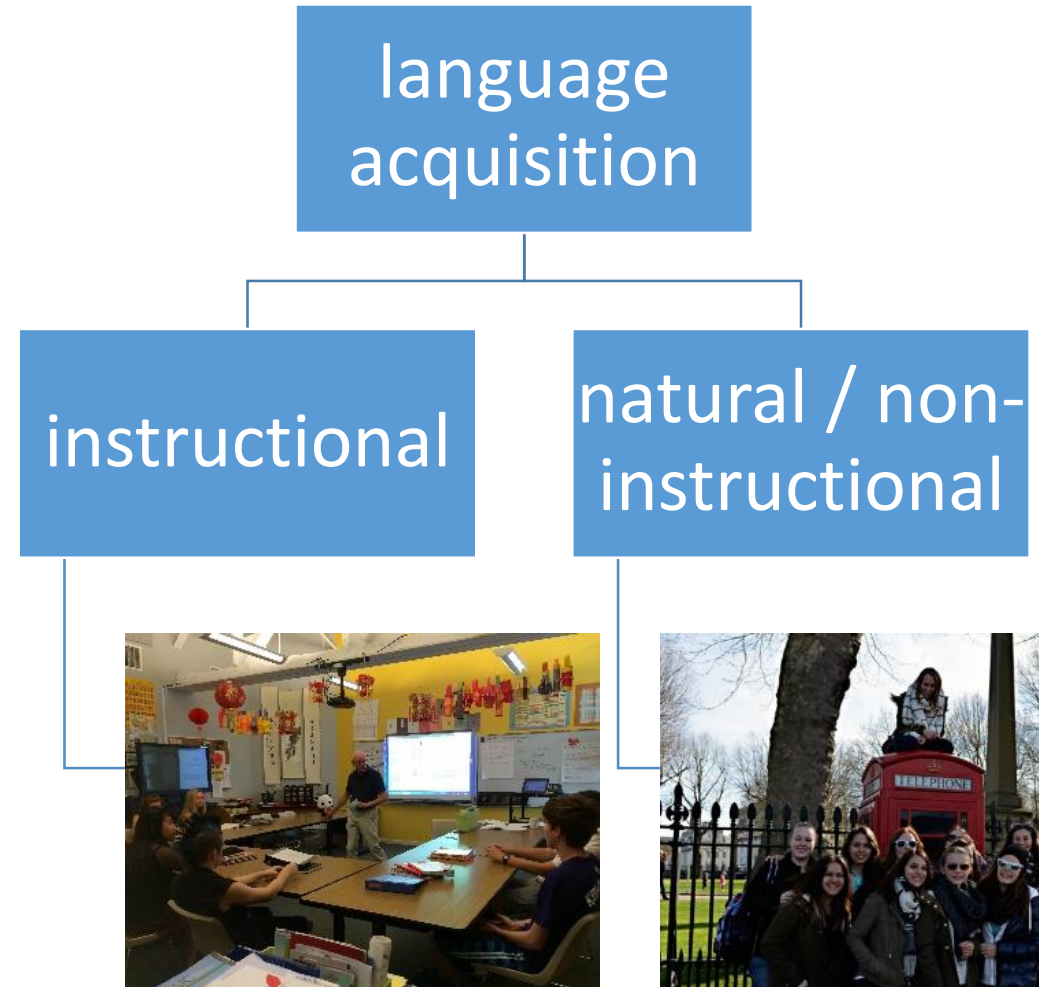 language
acquisition
instructional
natural / non-
instructional
TELEPHONE